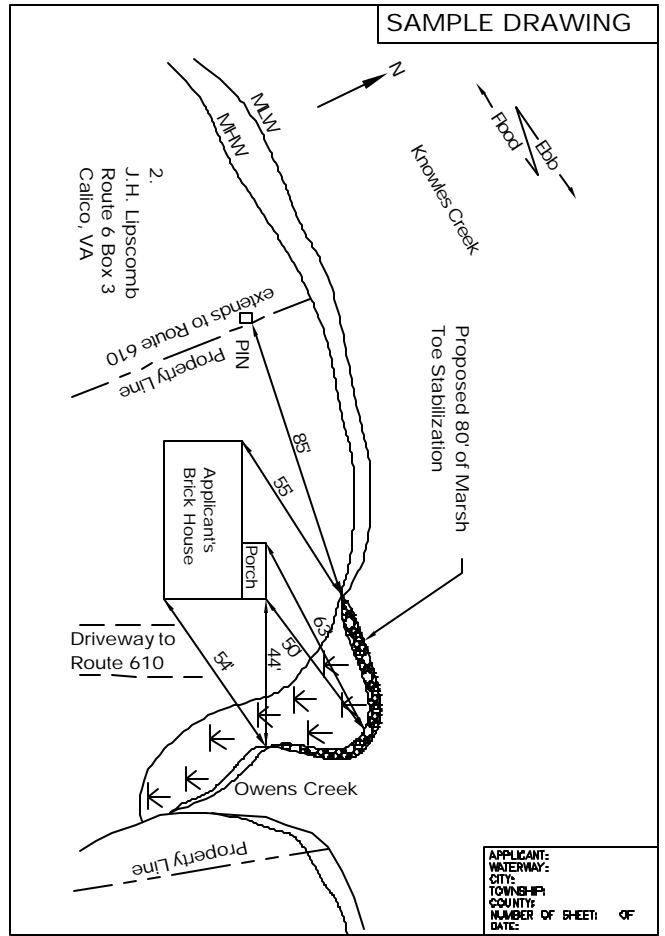 SAMPLE DRAWING
N
MLW
MHW
Flood
Ebb
Knowles Creek
2.
J.H. Lipscomb
Route 6 Box 3
Calico, VA
extends to Route 610
Property Line
PIN
Proposed 80' of Marsh
Toe Stabilization
85'
55'
Applicant's
Brick House
Porch
63'
50'
44'
54'
Driveway to
Route 610
Owens Creek
Property Line
APPLICANT:
WATERWAY:
CITY:
TOWNSHIP:
COUNTY:
NUMBER OF SHEET: OF
DATE: